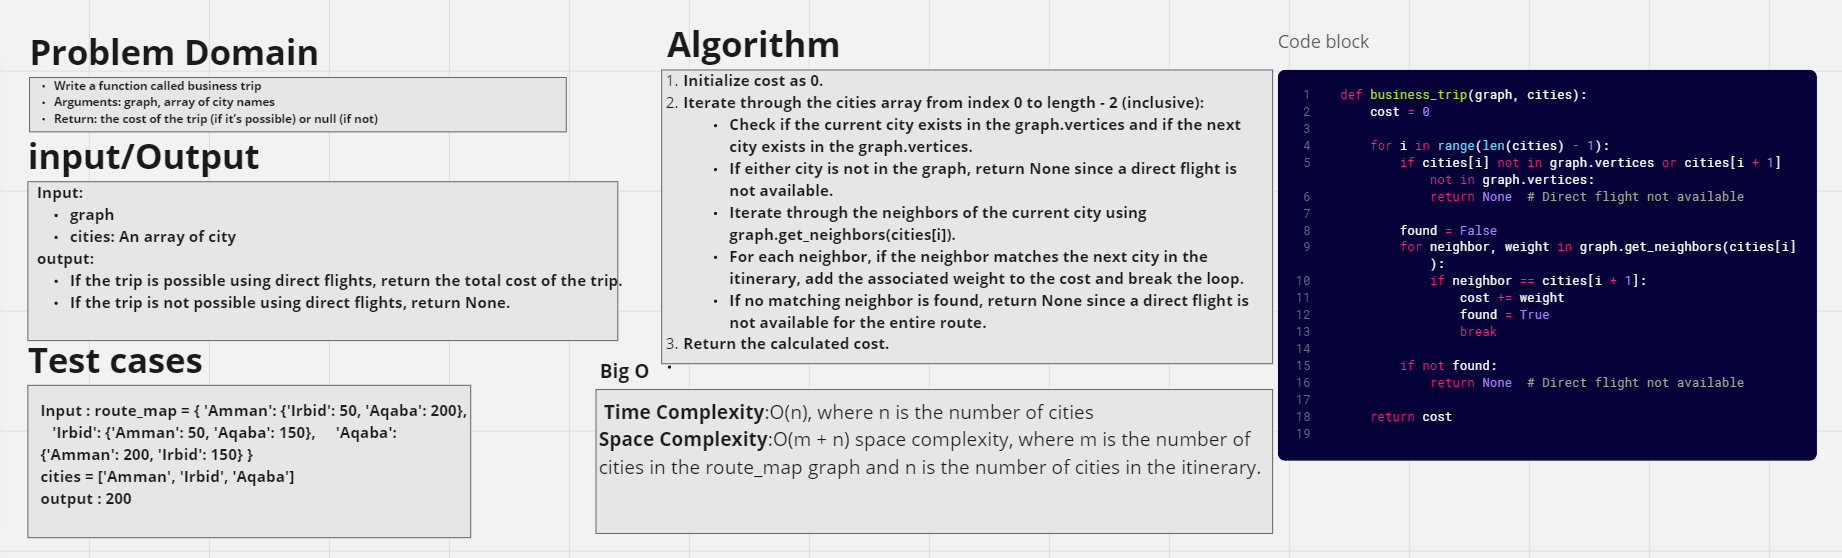 Problem Domain
• Write a function called business trip
• Arguments: graph, array of city names
• Return: the cost of the trip (if it's possible) or null (if not)
input/Output
Input:
• graph
• cities: An array of city
output:
• If the trip is possible using direct flights, return the total cost of the trip.
• If the trip is not possible using direct flights, return None.
Test cases
Input : route_map = { 'Amman': {'Irbid': 50, 'Aqaba': 200},
'Irbid': {'Amman': 50, 'Aqaba': 150}, 'Aqaba':
{'Amman': 200, 'Irbid': 150} }
cities = ['Amman', 'Irbid', 'Aqaba']
output : 200
Algorithm
1. Initialize cost as 0.
2. Iterate through the cities array from index 0 to length - 2 (inclusive):
• Check if the current city exists in the graph.vertices and if the next
city exists in the graph.vertices.
• If either city is not in the graph, return None since a direct flight is
not available.
• Iterate through the neighbors of the current city using
graph.get_neighbors(cities[i]).
• For each neighbor, if the neighbor matches the next city in the
itinerary, add the associated weight to the cost and break the loop.
• If no matching neighbor is found, return None since a direct flight is
not available for the entire route.
3. Return the calculated cost.
•
Big O
Time Complexity:O(n), where n is the number of cities
Space Complexity:O(m + n) space complexity, where m is the number of
cities in the route_map graph and n is the number of cities in the itinerary.
Code block
1 def business_trip(graph, cities):
2 cost = 0
3
4 for i in range(len(cities) - 1):
5 if cities[i] not in graph.vertices or cities[i + 1]
not in graph.vertices:
6 return None # Direct flight not available
7
8 found = False
9 for neighbor, weight in graph.get_neighbors(cities[i]
):
10 if neighbor == cities[i + 1]:
11 cost += weight
12 found = True
13 break
14
15 if not found:
16 return None # Direct flight not available
17
18 return cost
19